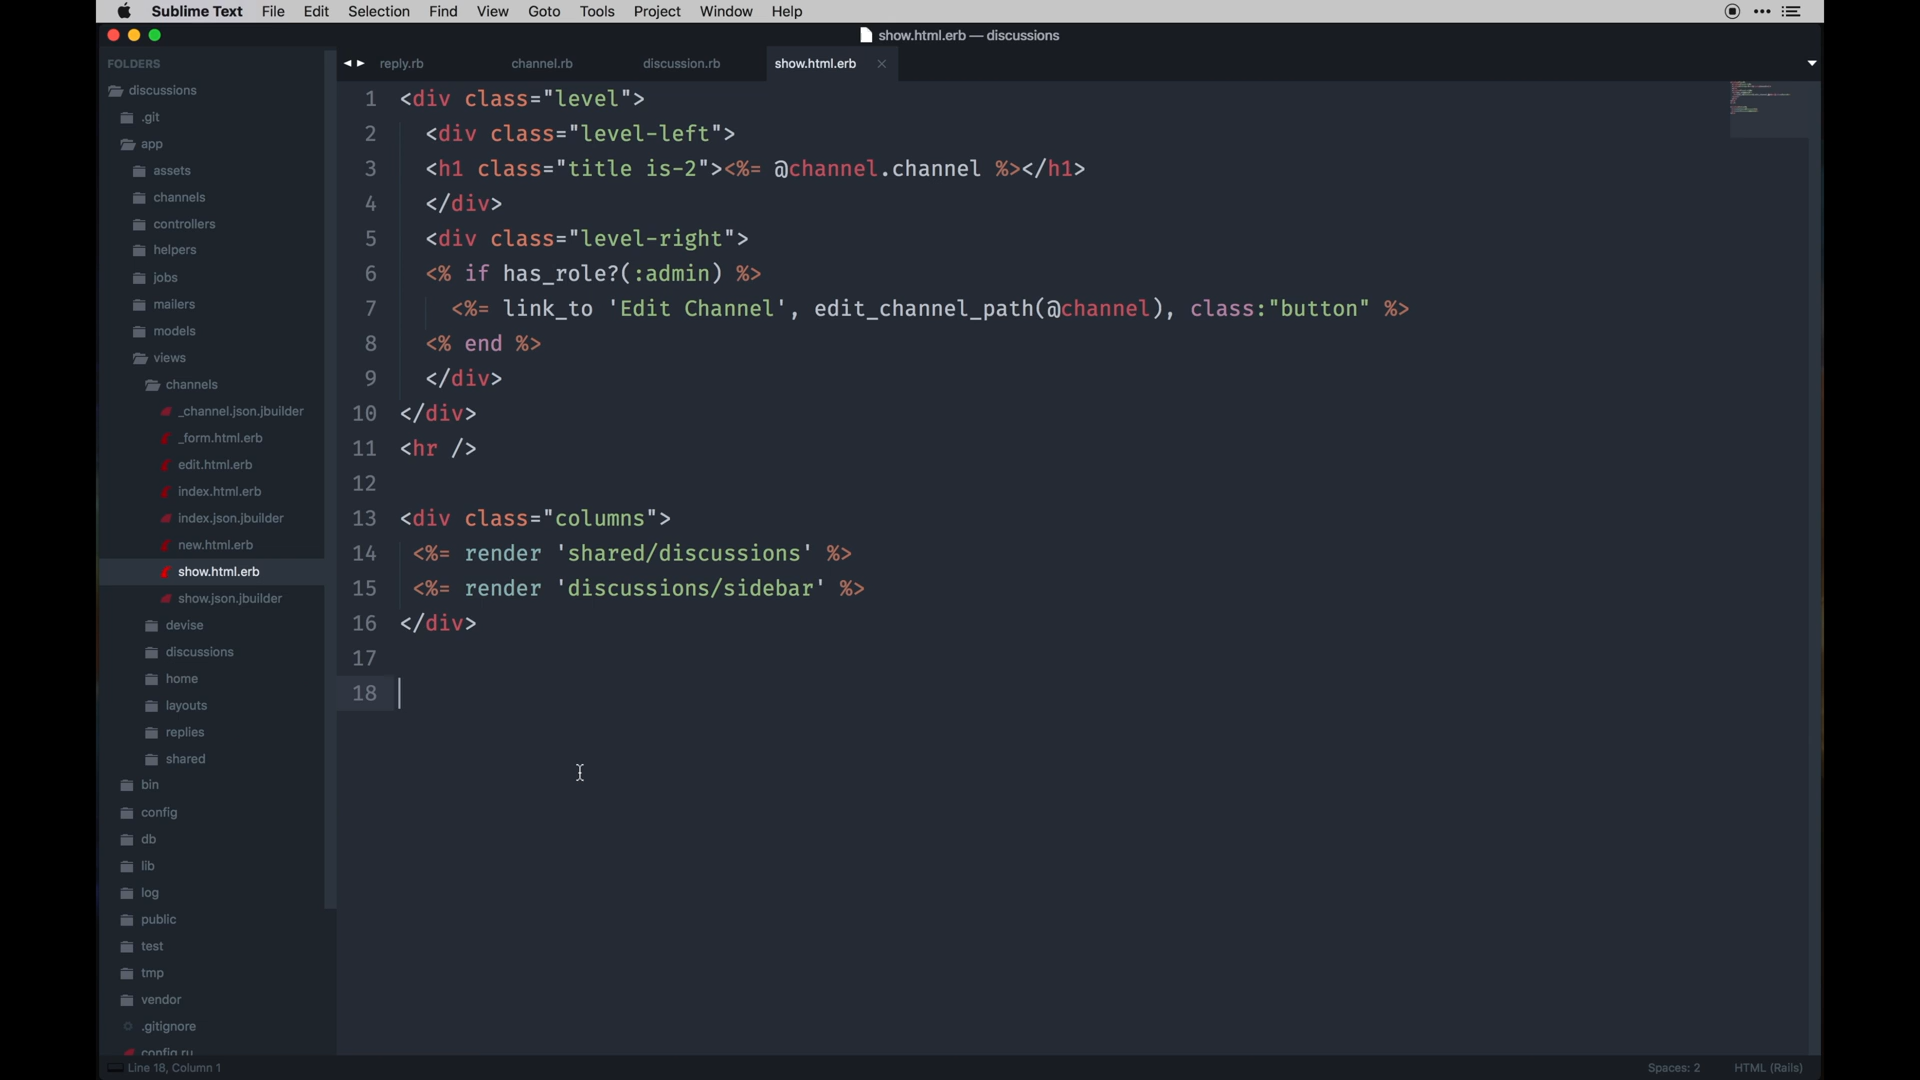 Sublime Text File Edit Selection Find View Goto Tools Project Window Help
show.html.erb — discussions
FOLDERS
discussions
.git
app
assets
channels
controllers
helpers
jobs
mailers
models
views
channels
_channel.json.jbuilder
_form.html.erb
edit.html.erb
index.html.erb
index.json.jbuilder
new.html.erb
show.html.erb
show.json.jbuilder
devise
discussions
home
layouts
replies
shared
bin
config
db
lib
log
public
test
tmp
vendor
.gitignore
config.ru
reply.rb channel.rb discussion.rb show.html.erb
1 <div class="level">
2 <div class="level-left">
3 <h1 class="title is-2"><%= @channel.channel %></h1>
4 </div>
5 <div class="level-right">
6 <% if has_role?(:admin) %>
7 <%= link_to 'Edit Channel', edit_channel_path(@channel), class:"button" %>
8 <% end %>
9 </div>
10 </div>
11 <hr />
12
13 <div class="columns">
14 <%= render 'shared/discussions' %>
15 <%= render 'discussions/sidebar' %>
16 </div>
17
18
Line 18, Column 1
Spaces: 2
HTML (Rails)